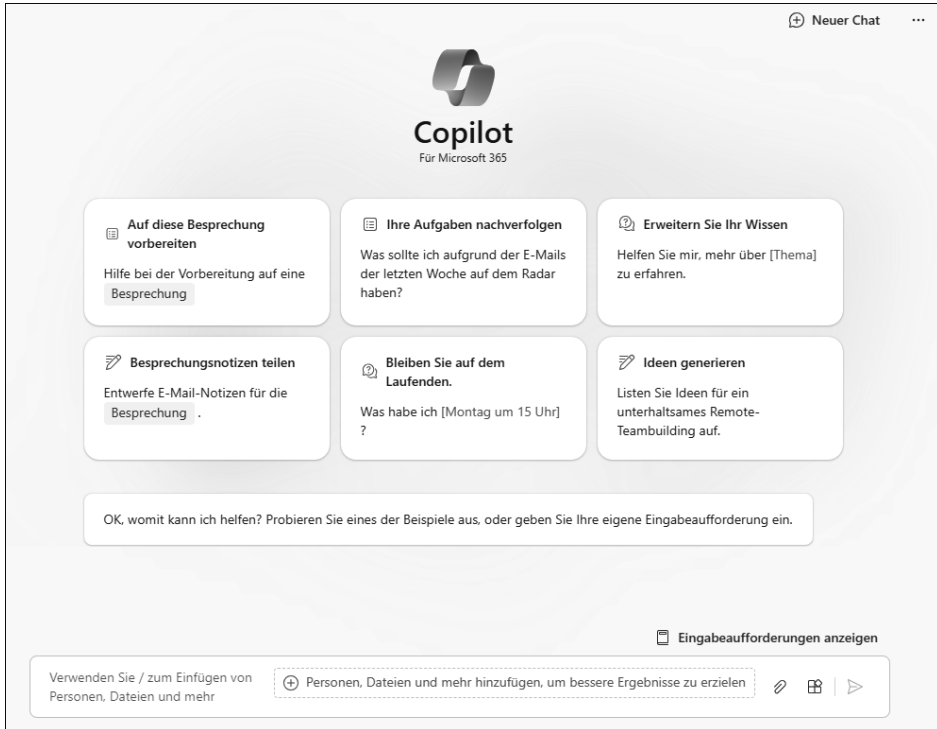 Neuer Chat
Copilot
Für Microsoft 365
Auf diese Besprechung
vorbereiten
Hilfe bei der Vorbereitung auf eine
Besprechung
Ihre Aufgaben nachverfolgen
Was sollte ich aufgrund der E-Mails
der letzten Woche auf dem Radar
haben?
Erweitern Sie Ihr Wissen
Helfen Sie mir, mehr über [Thema]
zu erfahren.
Besprechungsnotizen teilen
Entwerfe E-Mail-Notizen für die
Besprechung .
Bleiben Sie auf dem
Laufenden.
Was habe ich [Montag um 15 Uhr]
?
Ideen generieren
Listen Sie Ideen für ein
unterhaltsames Remote-
Teambuilding auf.
OK, womit kann ich helfen? Probieren Sie eines der Beispiele aus, oder geben Sie Ihre eigene Eingabeaufforderung ein.
Eingabeaufforderungen anzeigen
Verwenden Sie / zum Einfügen von
Personen, Dateien und mehr
Personen, Dateien und mehr hinzufügen, um bessere Ergebnisse zu erzielen